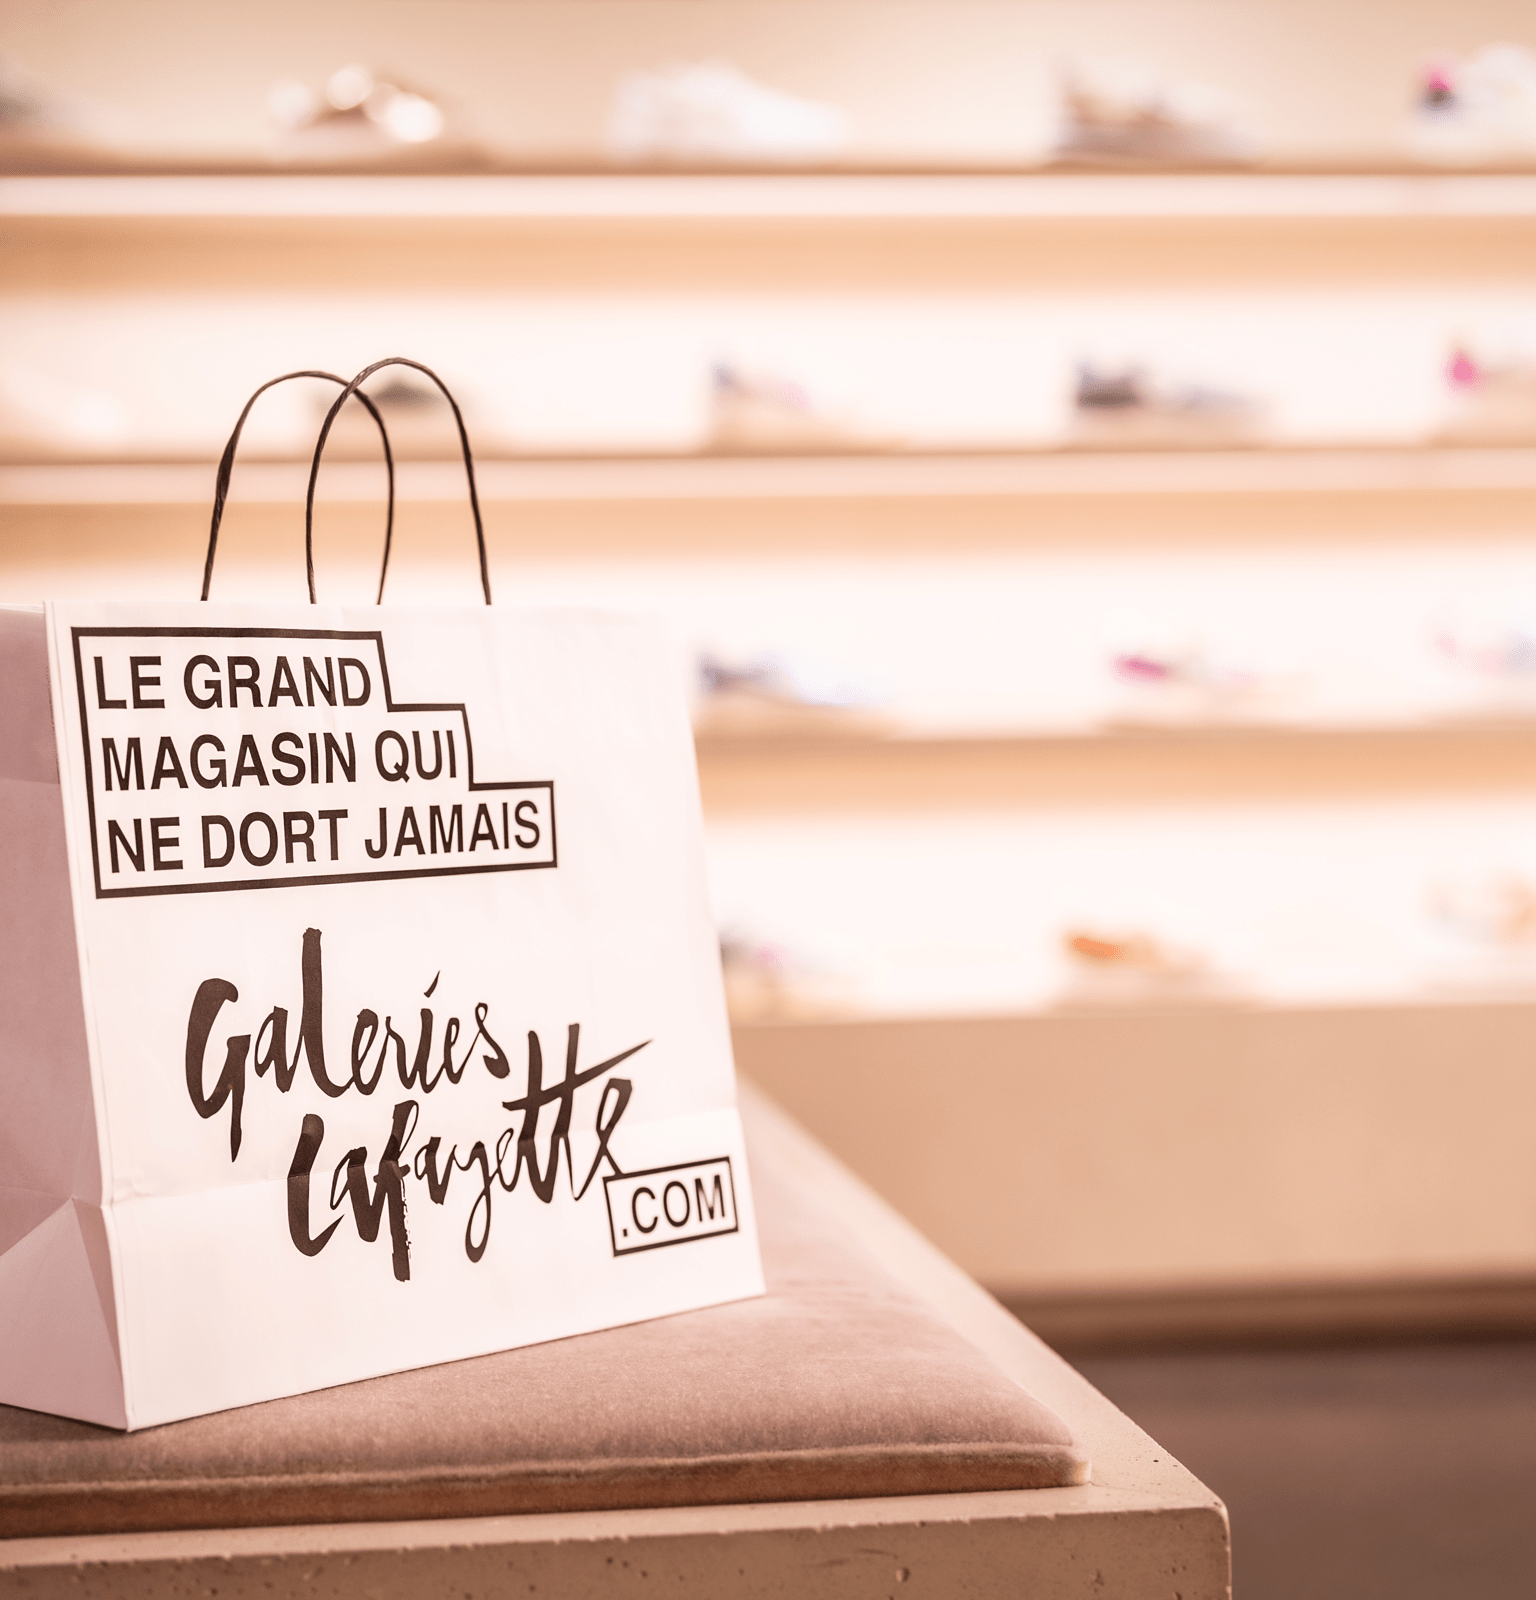 LE GRAND
MAGASIN QUI
NE DORT JAMAIS
Galeries
Lafayette
.COM